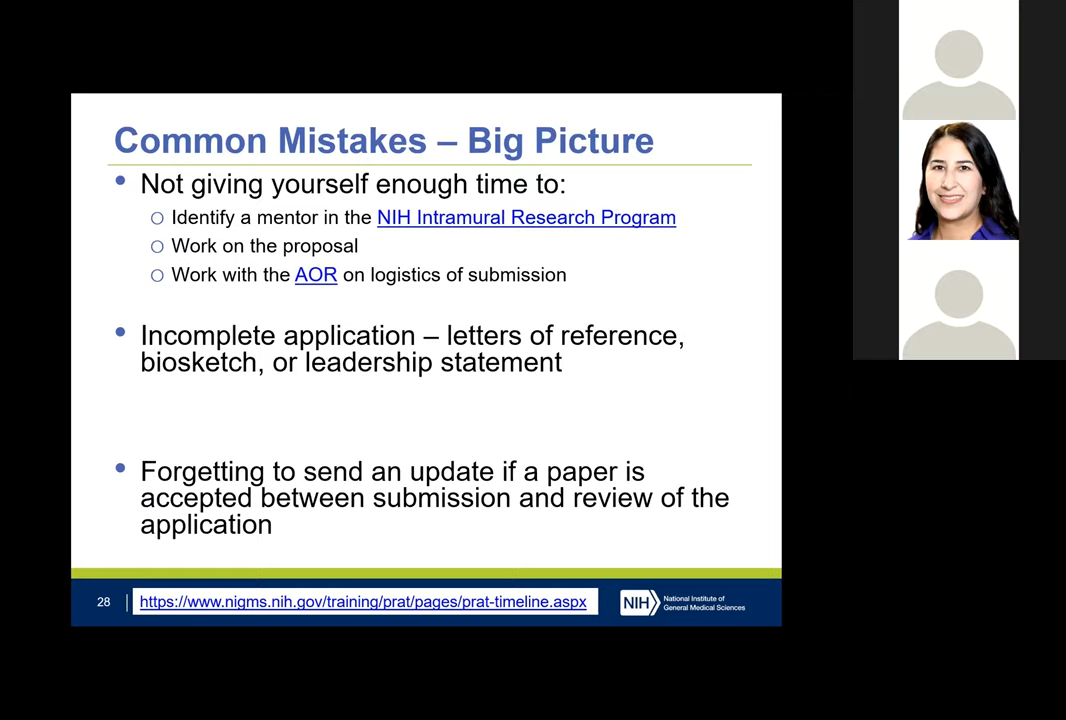 Common Mistakes – Big Picture
• Not giving yourself enough time to:
○ Identify a mentor in the NIH Intramural Research Program
○ Work on the proposal
○ Work with the AOR on logistics of submission
• Incomplete application – letters of reference,
biosketch, or leadership statement
• Forgetting to send an update if a paper is
accepted between submission and review of the
application
28
https://www.nigms.nih.gov/training/prat/pages/prat-timeline.aspx
NIH
National Institute of
General Medical Sciences